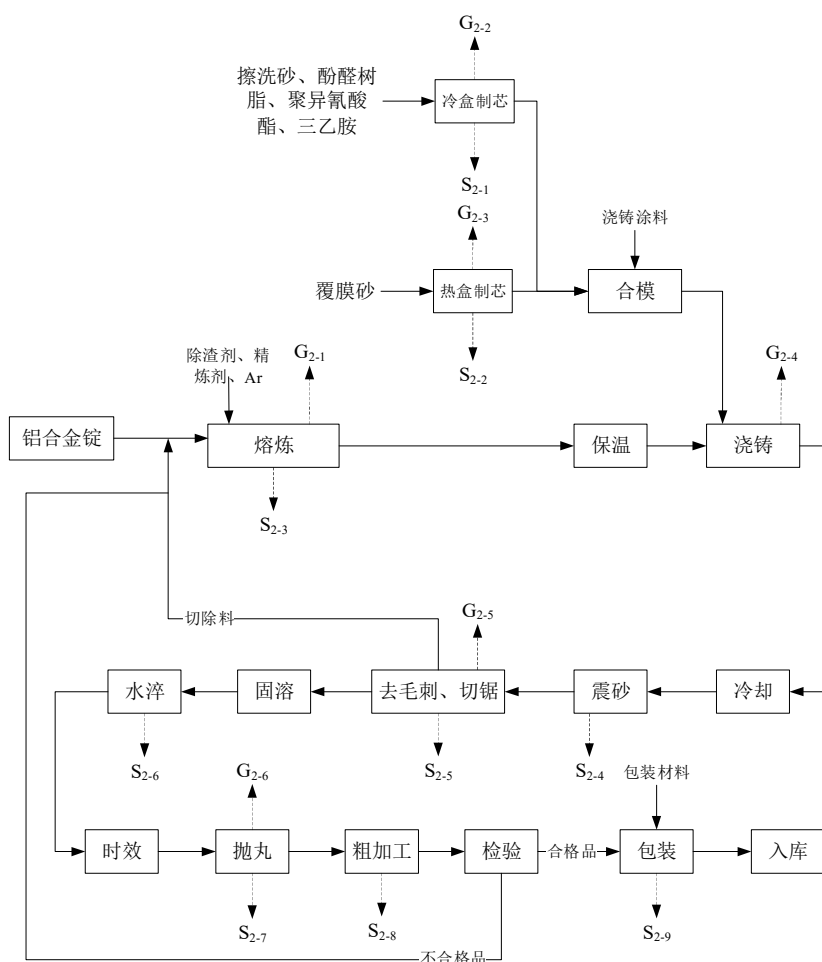 G2-2
擦洗砂、酚醛树
脂、聚异氰酸
酯、三乙胺
冷盒制芯
S2-1
G2-3
浇铸涂料
覆膜砂
热盒制芯
合模
S2-2
除渣剂、精
炼剂、Ar
G2-1
G2-4
铝合金锭
熔炼
保温
浇铸
S2-3
切除料
G2-5
水淬
固溶
去毛刺、切锯
震砂
冷却
S2-6
G2-6
S2-5
S2-4
包装材料
时效
抛丸
粗加工
检验
合格品
包装
入库
S2-7
S2-8
S2-9
不合格品